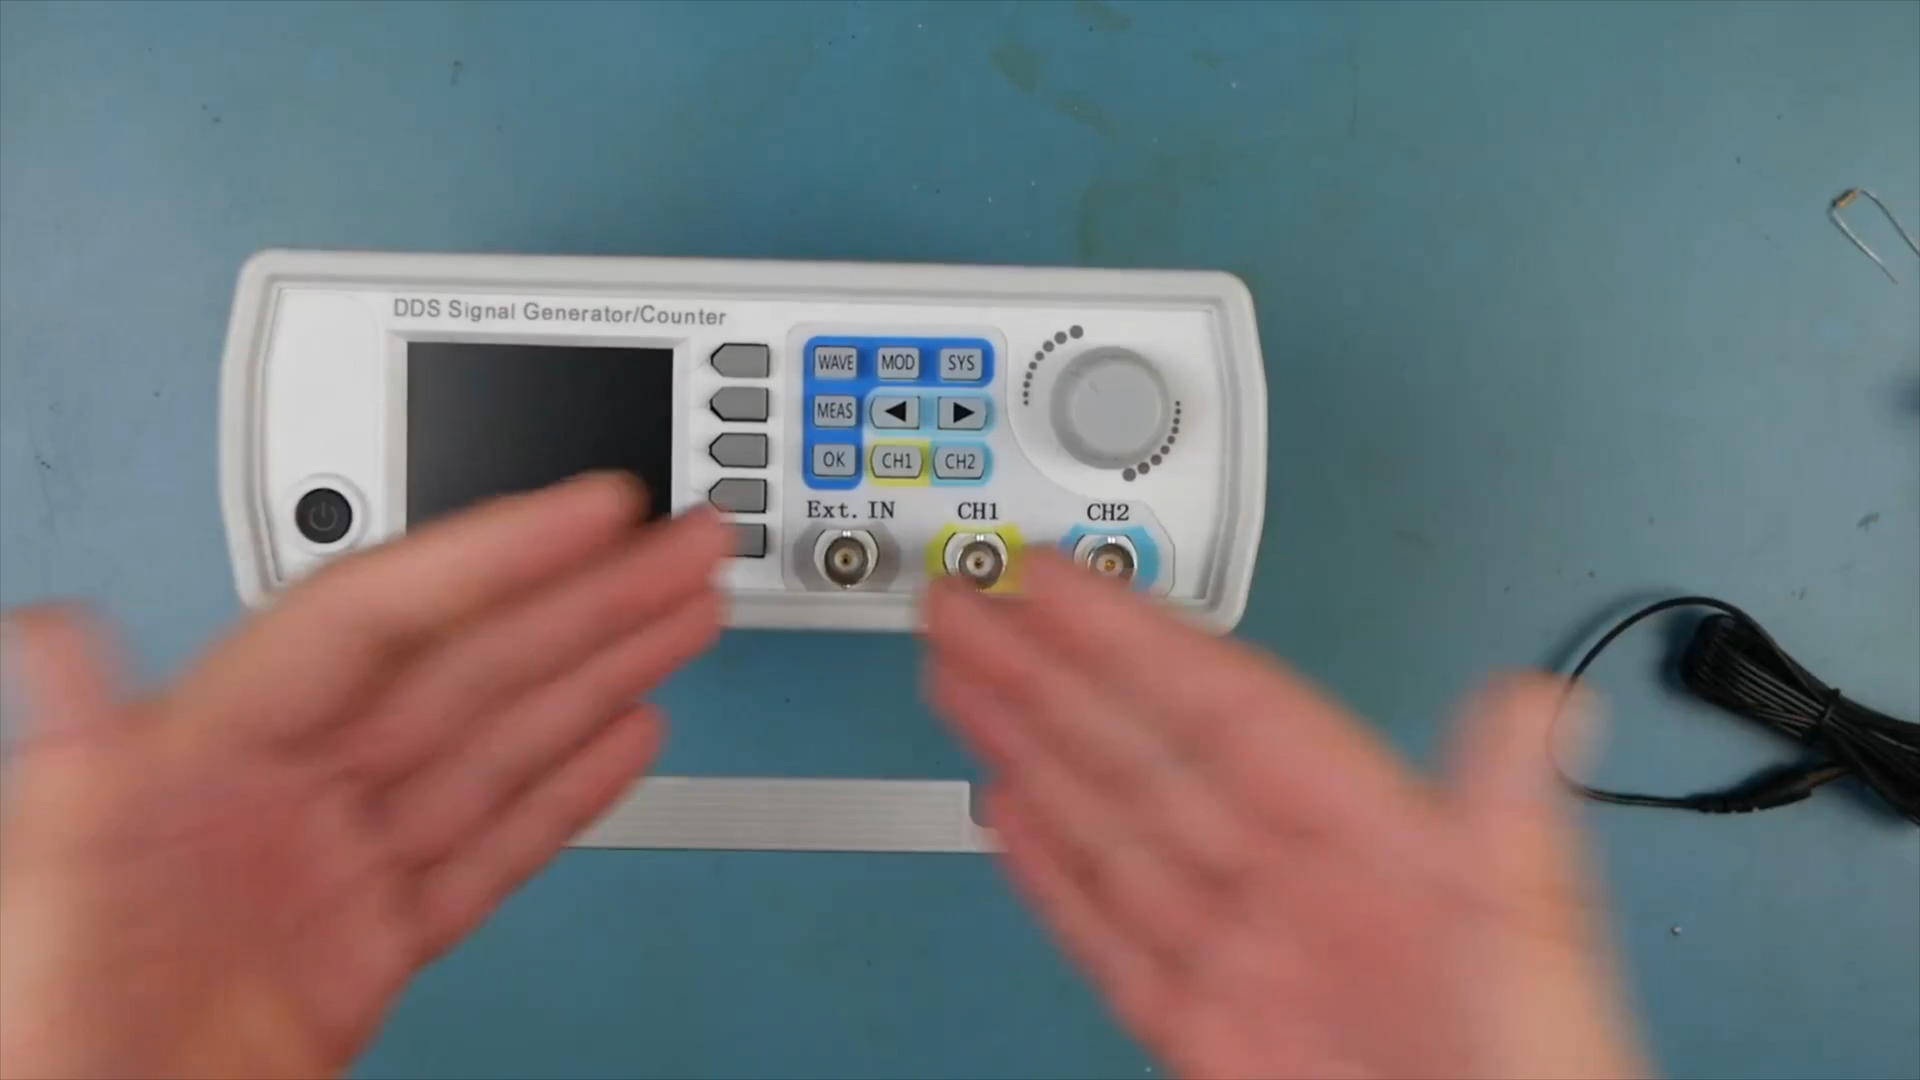 DDS Signal Generator/Counter
WAVE MOD SYS
MEAS
OK CH1 CH2
Ext. IN CH1 CH2